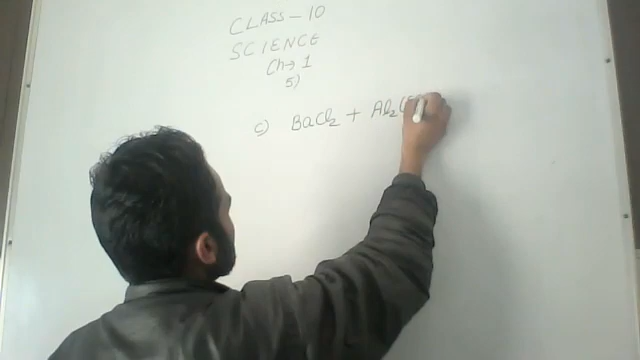 CLASS - 10
SCIENCE
Ch→ 1
5)
c) BaCl₂ + Al₂(